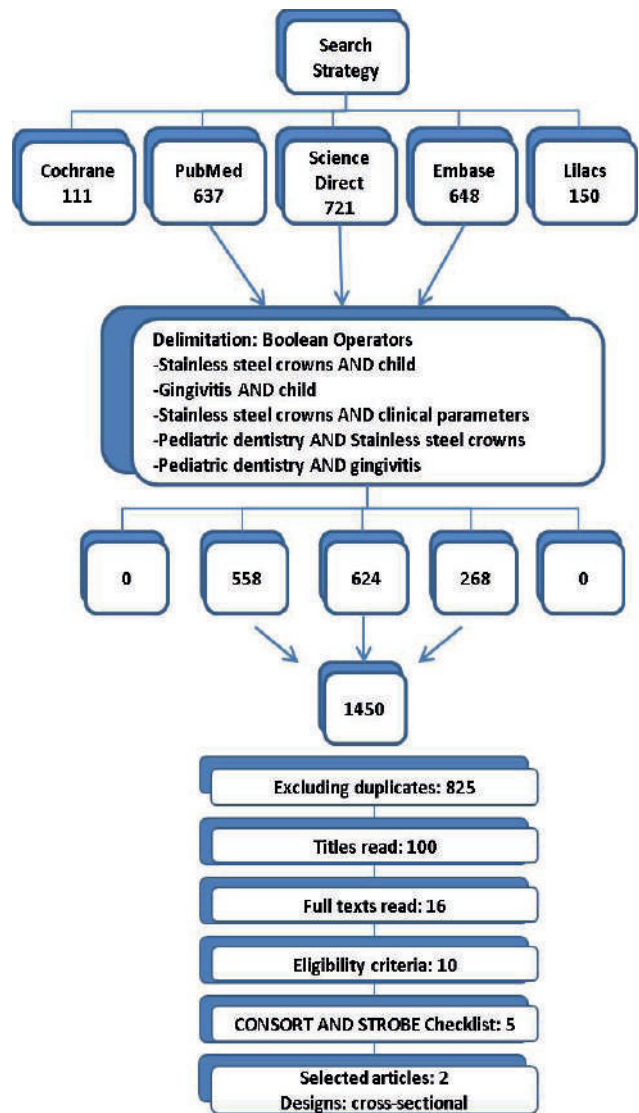 Search
Strategy
Cochrane
111
PubMed
637
Science
Direct
721
Embase
648
Lilacs
150
Delimitation: Boolean Operators
-Stainless steel crowns AND child
-Gingivitis AND child
-Stainless steel crowns AND clinical parameters
-Pediatric dentistry AND Stainless steel crowns
-Pediatric dentistry AND gingivitis
0
558
624
268
0
1450
Excluding duplicates: 825
Titles read: 100
Full texts read: 16
Eligibility criteria: 10
CONSORT AND STROBE Checklist: 5
Selected articles: 2
Designs: cross-sectional